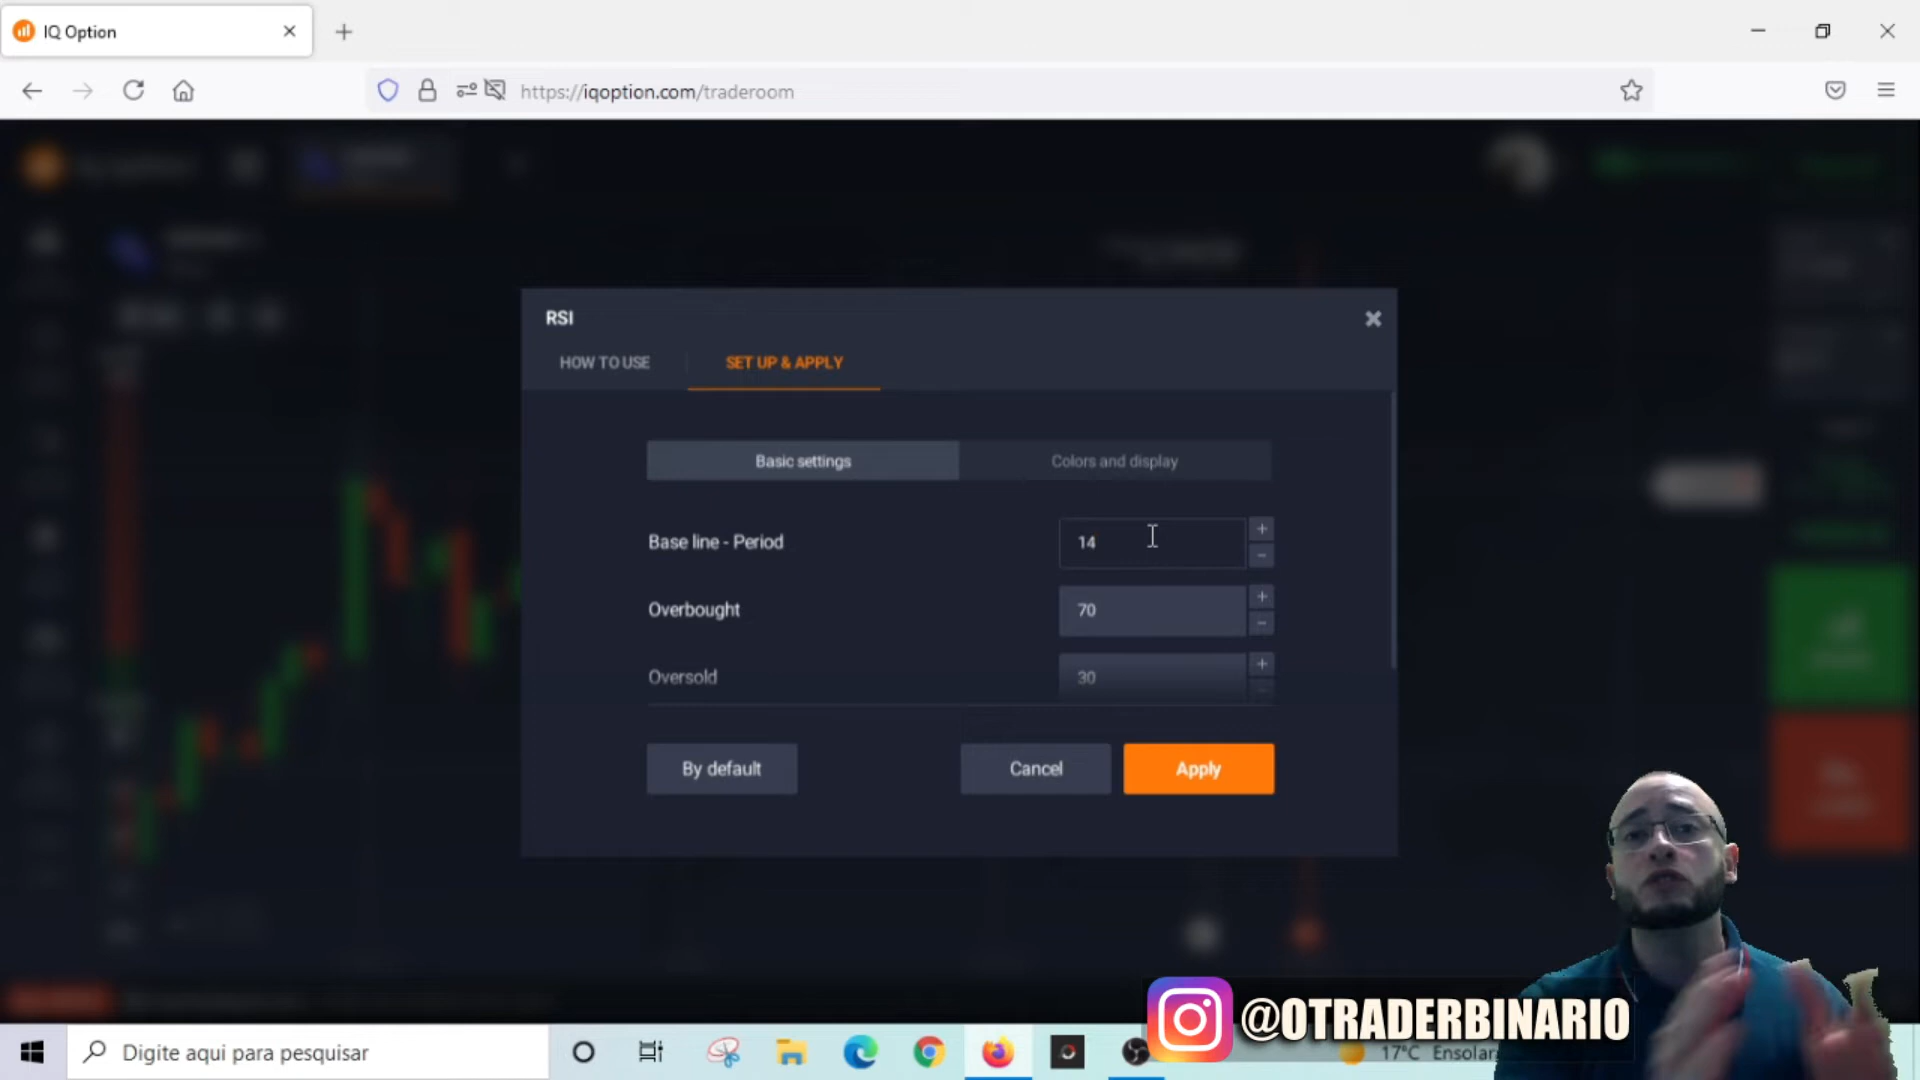 IQ Option
https://iqoption.com/traderoom
RSI
HOW TO USE
SET UP & APPLY
Basic settings
Colors and display
Base line - Period
14
Overbought
70
Oversold
30
By default
Cancel
Apply
@OTRADERBINARIO
Digite aqui para pesquisar
17°C